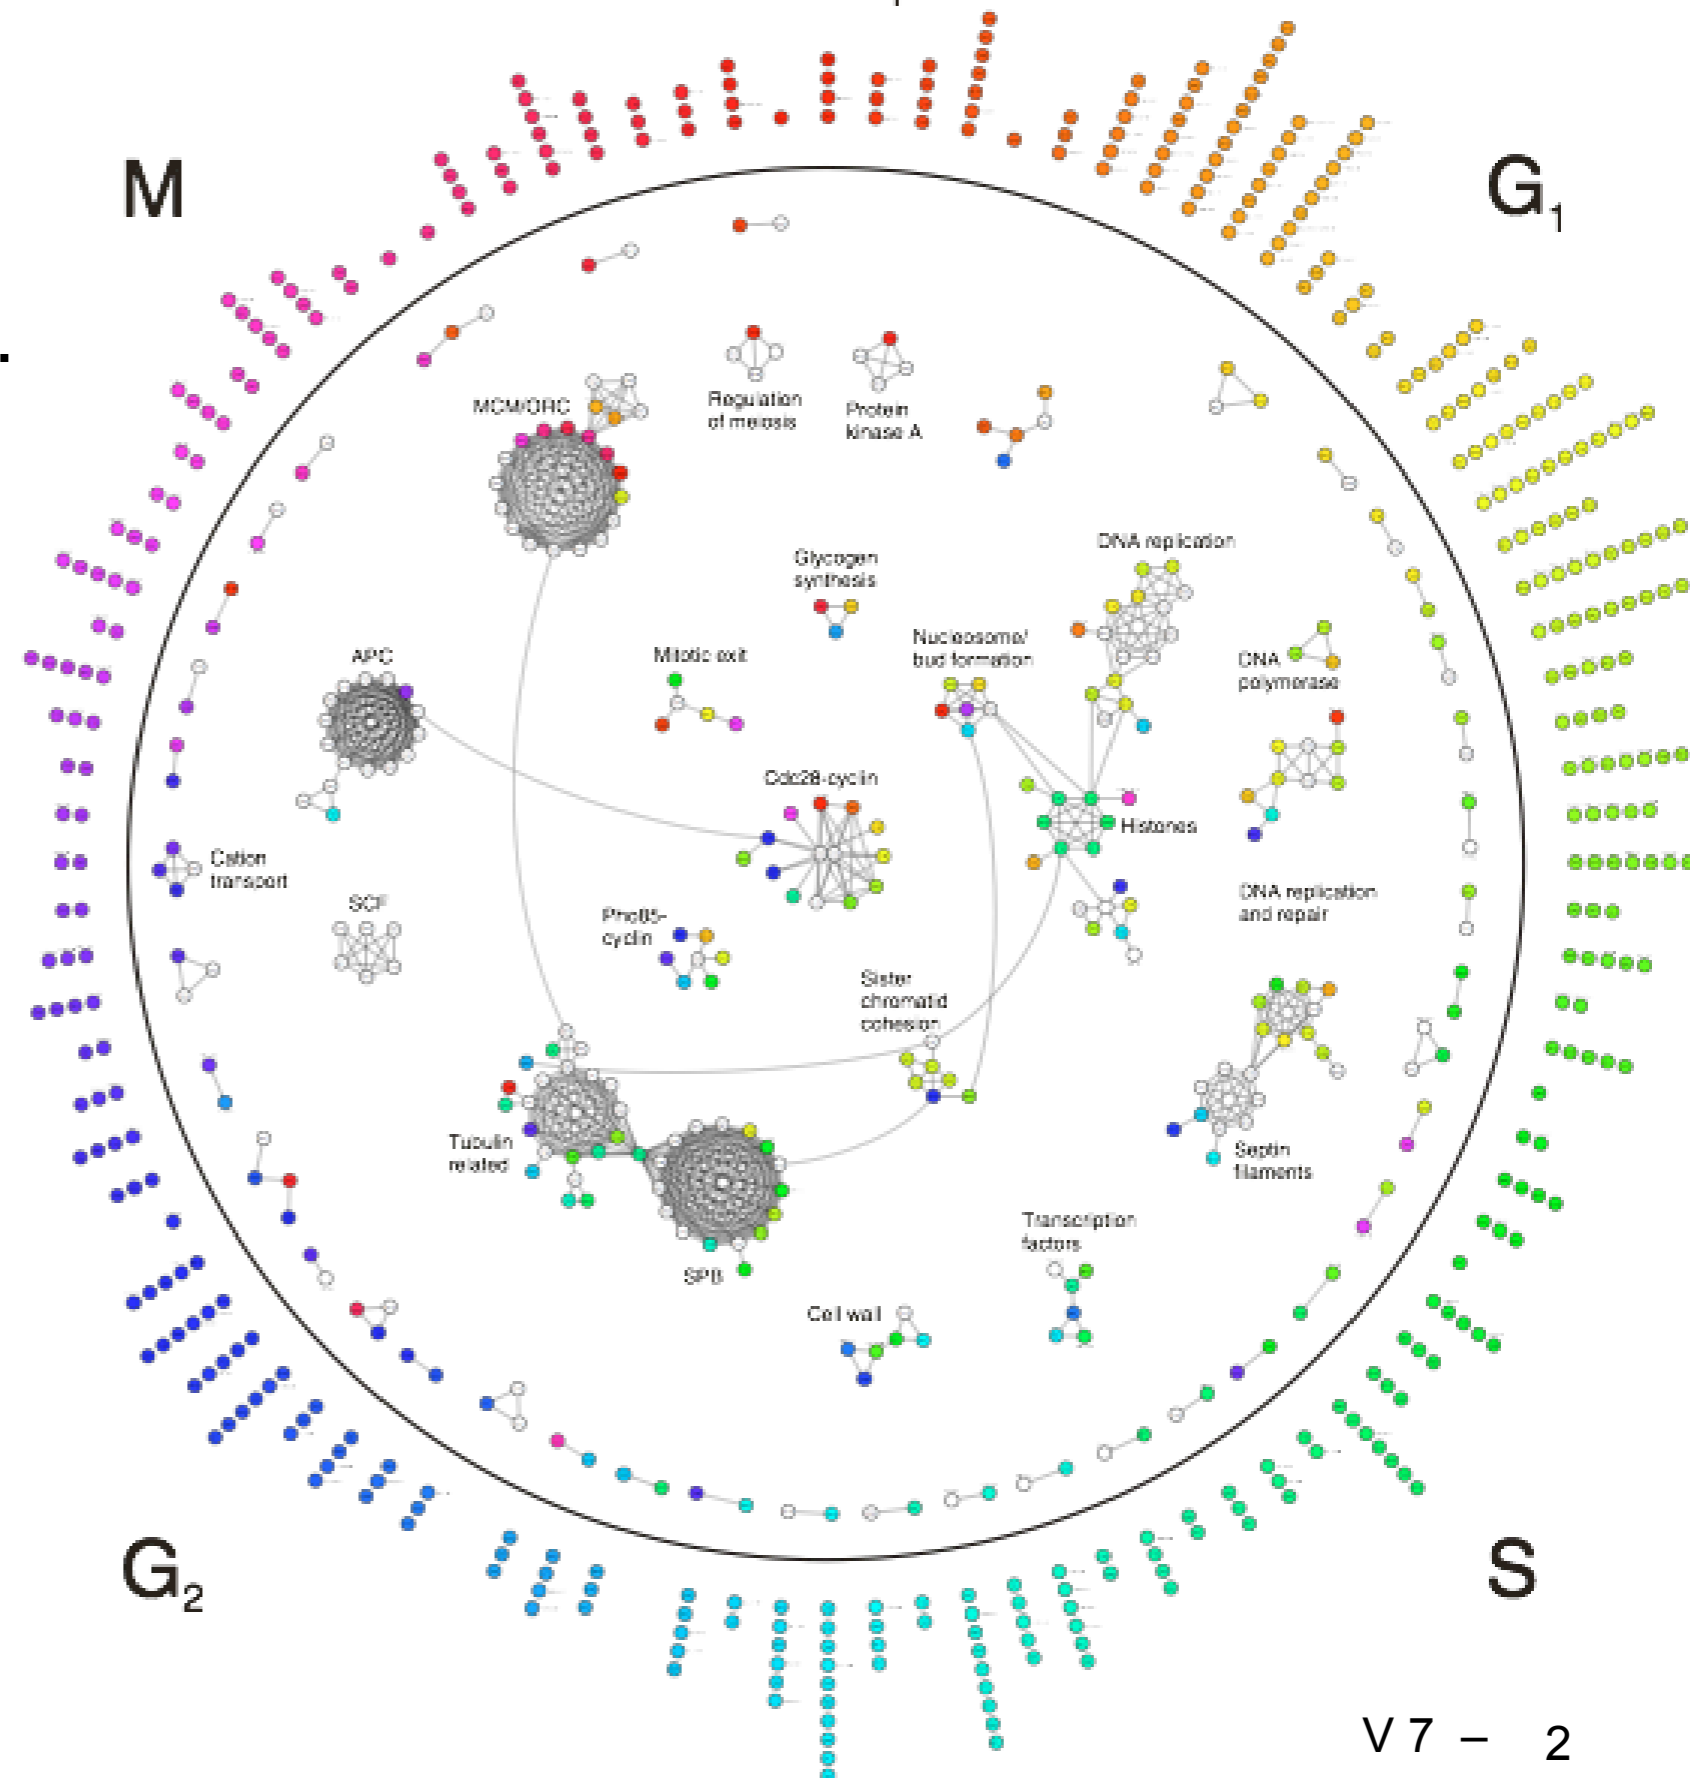 M
G1
MCM/ORC
Regulation
of meiosis
Protein
kinase A
DNA replication
Glycogen
synthesis
Nucleosome/
bud formation
APC
Mitotic exit
DNA
polymerase
Cdc28-cyclin
Histones
Cation
transport
SCF
Pho85-
cyclin
DNA replication
and repair
Sister
chromatid
cohesion
Tubulin
related
Septin
filaments
Transcription
factors
SPB
Cell wall
G2
S
V 7 – 2